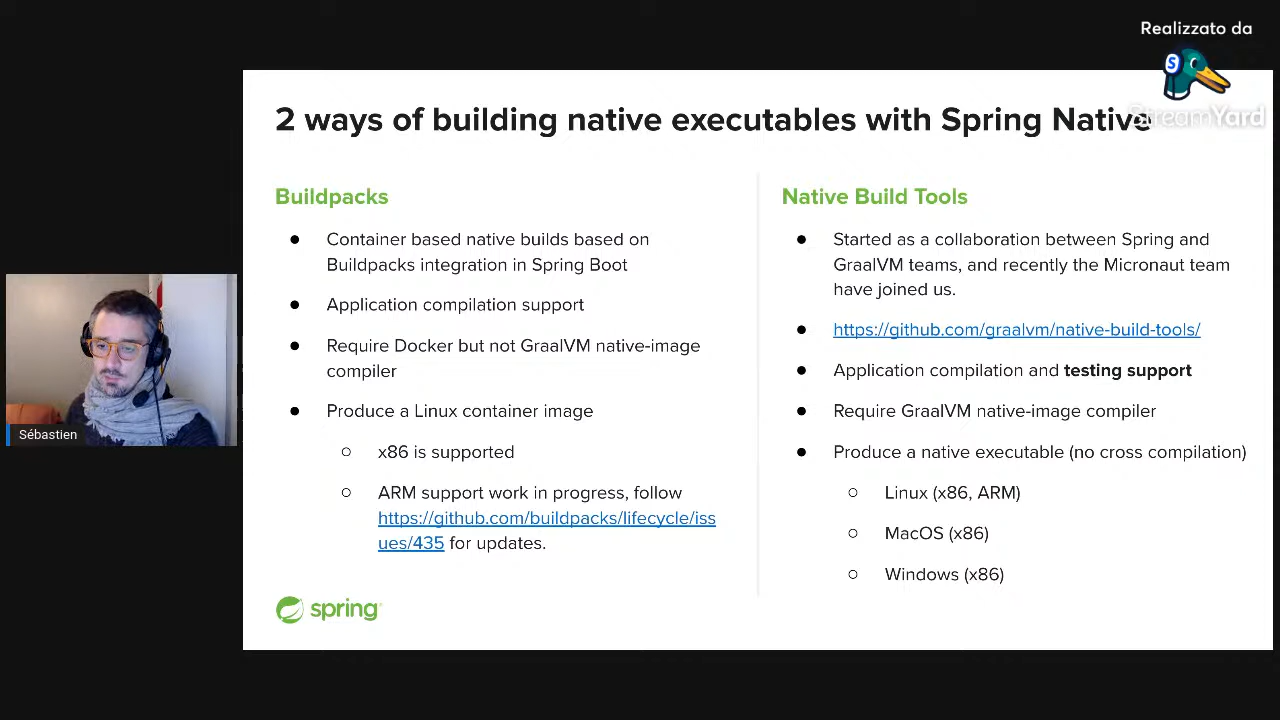 Realizzato da
StreamYard
2 ways of building native executables with Spring Native
Buildpacks
● Container based native builds based on
Buildpacks integration in Spring Boot
● Application compilation support
● Require Docker but not GraalVM native-image
compiler
● Produce a Linux container image
○ x86 is supported
○ ARM support work in progress, follow
https://github.com/buildpacks/lifecycle/iss
ues/435 for updates.
Native Build Tools
● Started as a collaboration between Spring and
GraalVM teams, and recently the Micronaut team
have joined us.
● https://github.com/graalvm/native-build-tools/
● Application compilation and testing support
● Require GraalVM native-image compiler
● Produce a native executable (no cross compilation)
○ Linux (x86, ARM)
○ MacOS (x86)
○ Windows (x86)
spring
Sébastien